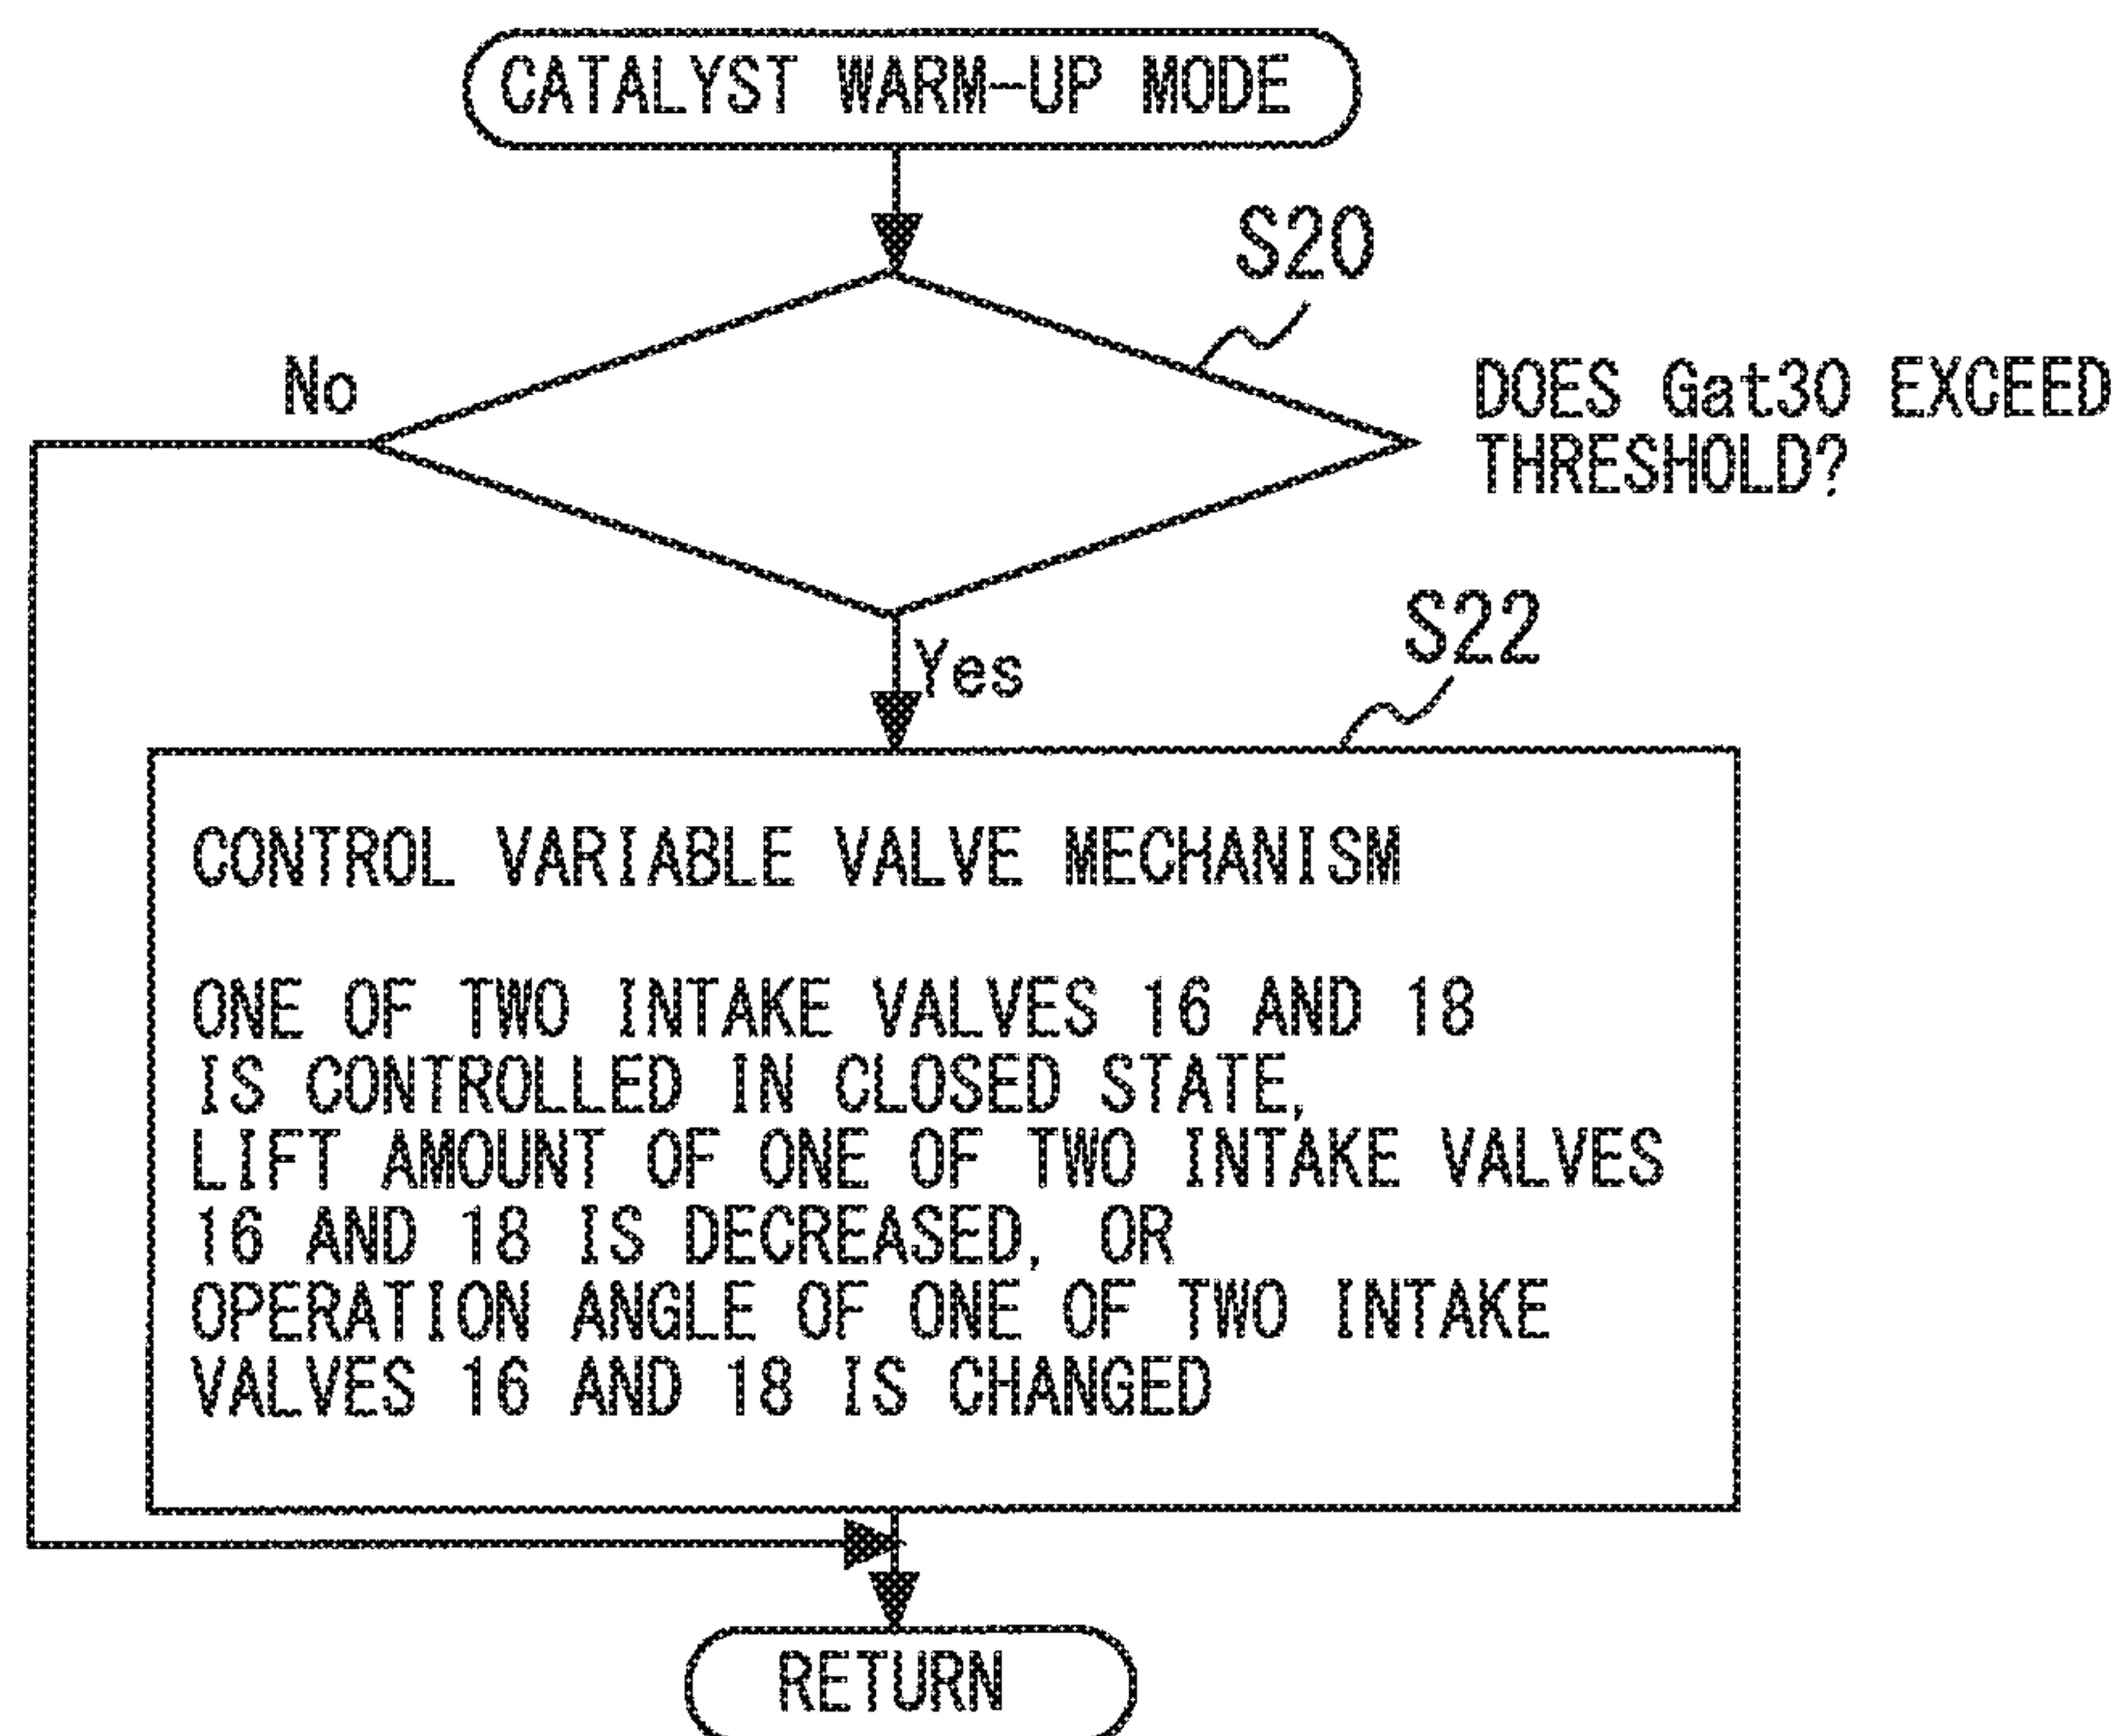 CATALYST WARM-UP MODE
S20
No
DOES Gat30 EXCEED
THRESHOLD?
Yes
S22
CONTROL VARIABLE VALVE MECHANISM
ONE OF TWO INTAKE VALVES 16 AND 18
IS CONTROLLED IN CLOSED STATE,
LIFT AMOUNT OF ONE OF TWO INTAKE VALVES
16 AND 18 IS DECREASED, OR
OPERATION ANGLE OF ONE OF TWO INTAKE
VALVES 16 AND 18 IS CHANGED
RETURN